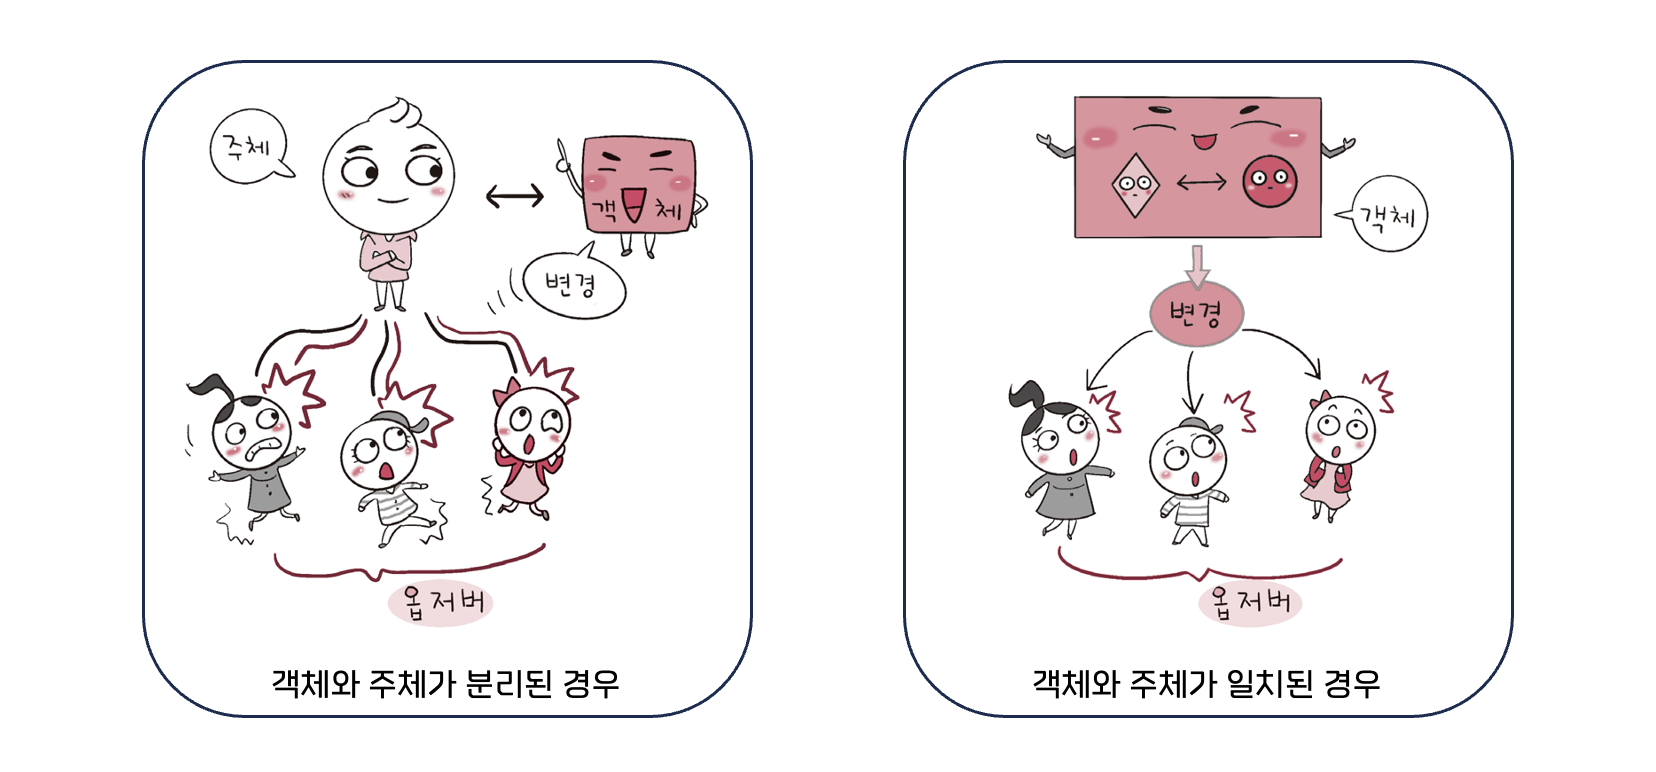 주체
객체
변경
옵저버
객체와 주체가 분리된 경우
객체
변경
옵저버
객체와 주체가 일치된 경우